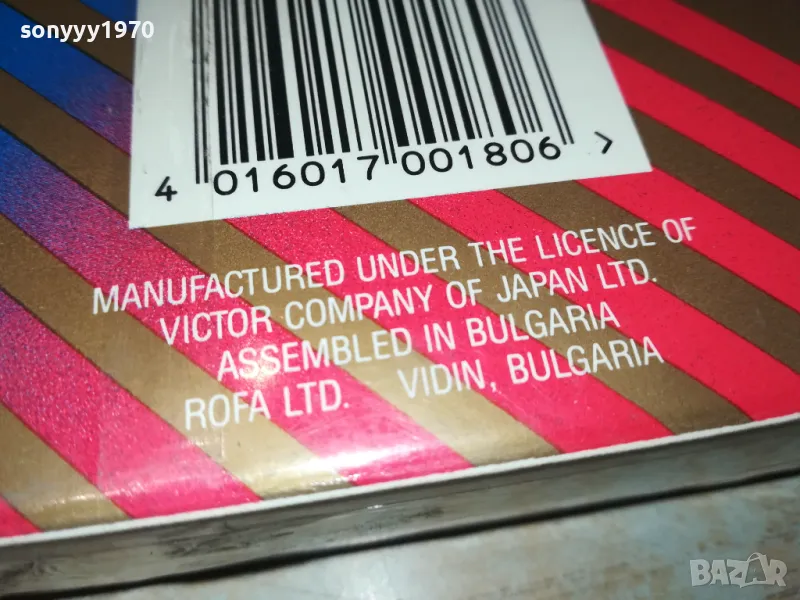 sonyyy1970
4 016017 001806 >
MANUFACTURED UNDER THE LICENCE OF
VICTOR COMPANY OF JAPAN LTD.
ASSEMBLED IN BULGARIA
ROFA LTD. VIDIN, BULGARIA
BAZAR